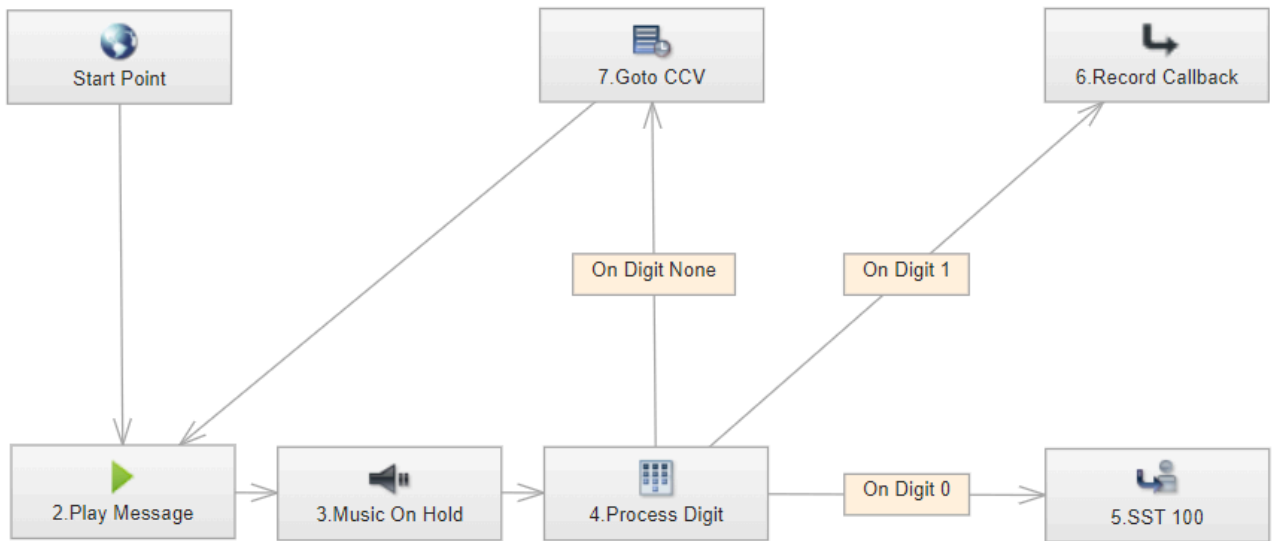 Start Point
7.Goto CCV
6.Record Callback
On Digit None
On Digit 1
2.Play Message
3.Music On Hold
4.Process Digit
On Digit 0
5.SST 100